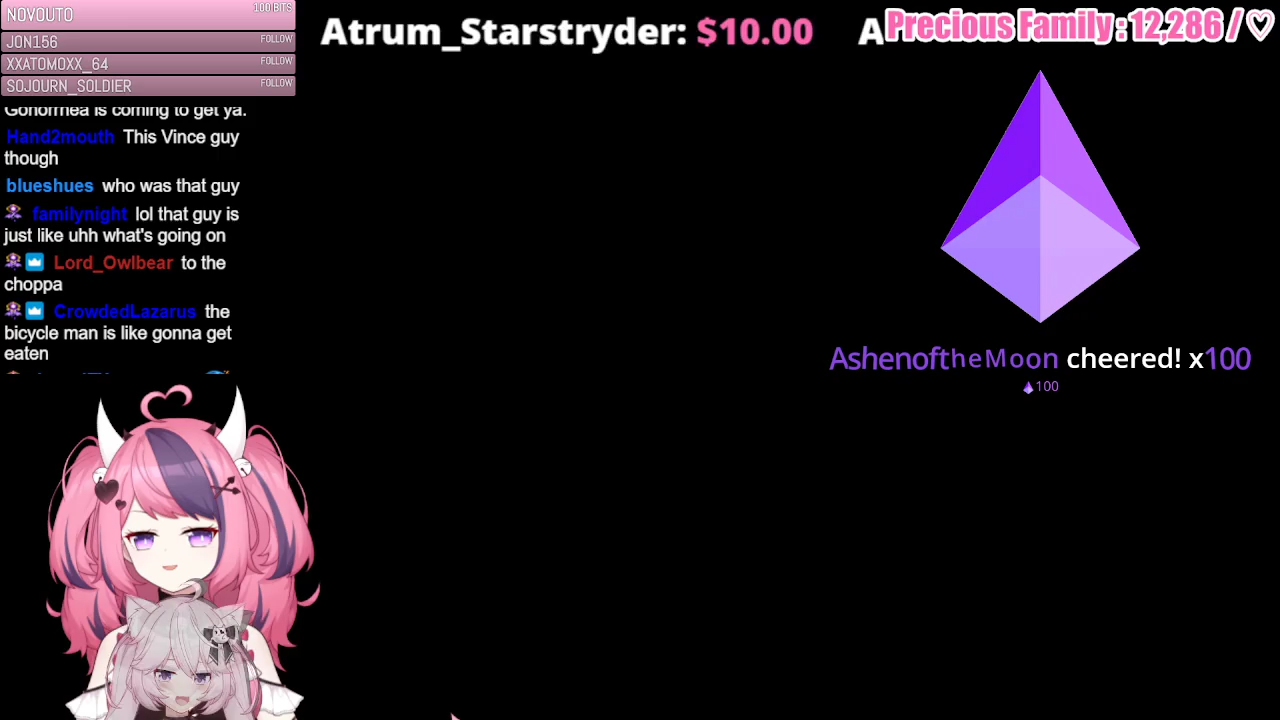 NOVOUTO 100 BITS
JON156 FOLLOW
XXATOMOXX_64 FOLLOW
SOJOURN_SOLDIER FOLLOW
Atrum_Starstryder: $10.00 A
Precious Family : 12,286 / ♡
Gonorrhea is coming to get ya.
Hand2mouth This Vince guy
though
blueshues who was that guy
familynight lol that guy is
just like uhh what's going on
Lord_Owlbear to the
choppa
CrowdedLazarus the
bicycle man is like gonna get
eaten
AshenoftheMoon cheered! x100
100